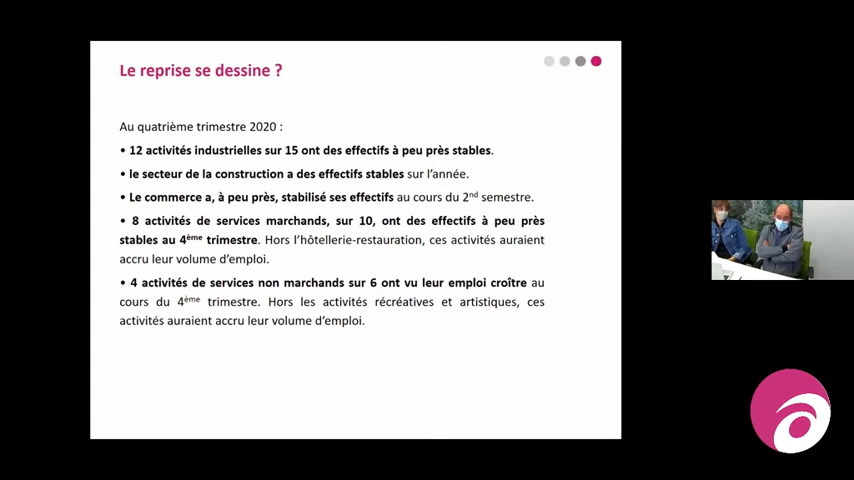 Le reprise se dessine ?
Au quatrième trimestre 2020 :
• 12 activités industrielles sur 15 ont des effectifs à peu près stables.
• le secteur de la construction a des effectifs stables sur l’année.
• Le commerce a, à peu près, stabilisé ses effectifs au cours du 2nd semestre.
• 8 activités de services marchands, sur 10, ont des effectifs à peu près
stables au 4ème trimestre. Hors l’hôtellerie-restauration, ces activités auraient
accru leur volume d’emploi.
• 4 activités de services non marchands sur 6 ont vu leur emploi croître au
cours du 4ème trimestre. Hors les activités récréatives et artistiques, ces
activités auraient accru leur volume d’emploi.